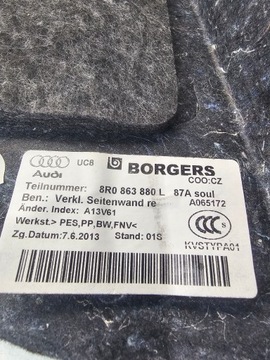 UC8 BORGERS
Audi COO:CZ
Teilnummer: 8R0 863 880 L 87A soul
Ben.: Verkl. Seitenwand re A065172
Änder. Index: A13V61
Werkst.> PES,PP,BW,FNV<
Zg.Datum:7.6.2013 Stand: 01S
KVSTYPA01